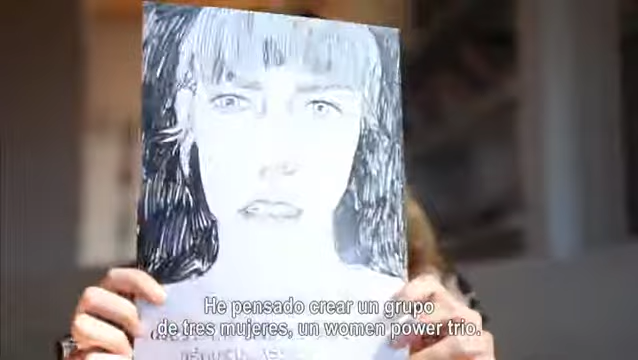 He pensado crear un grupo
de tres mujeres, un women power trio.